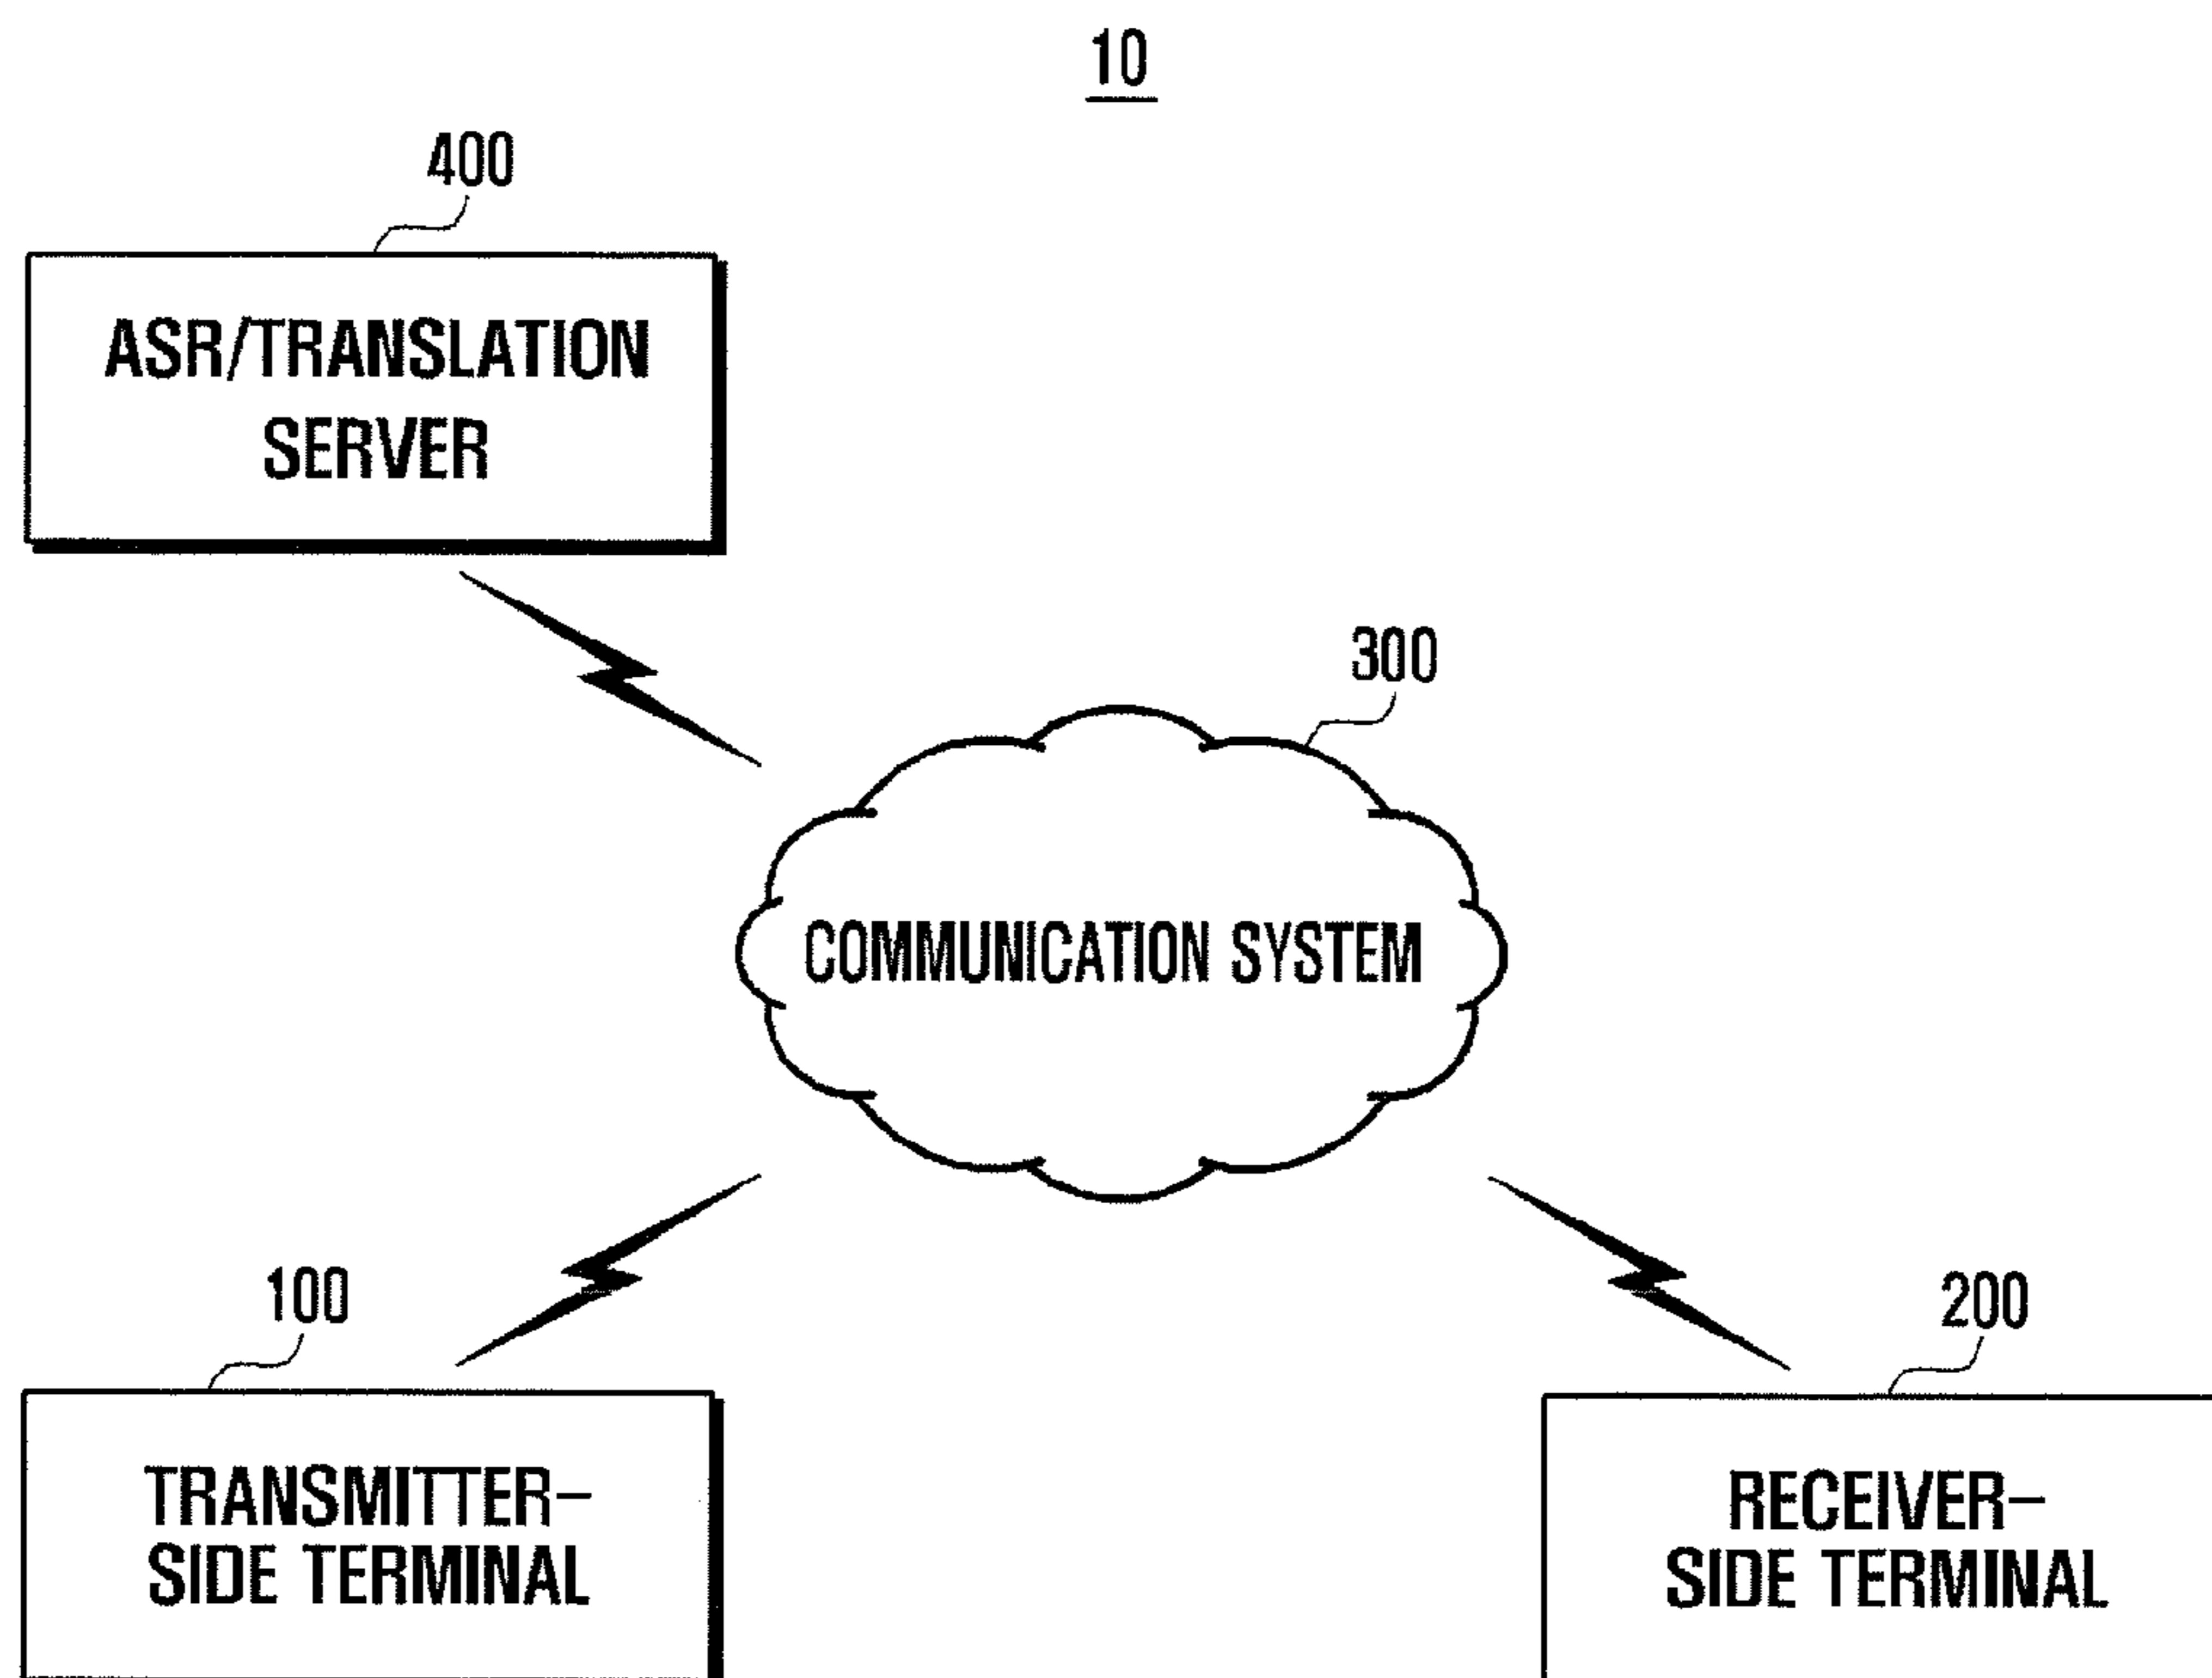 10
400
ASR/TRANSLATION
SERVER
300
COMMUNICATION SYSTEM
100
TRANSMITTER-
SIDE TERMINAL
200
RECEIVER-
SIDE TERMINAL